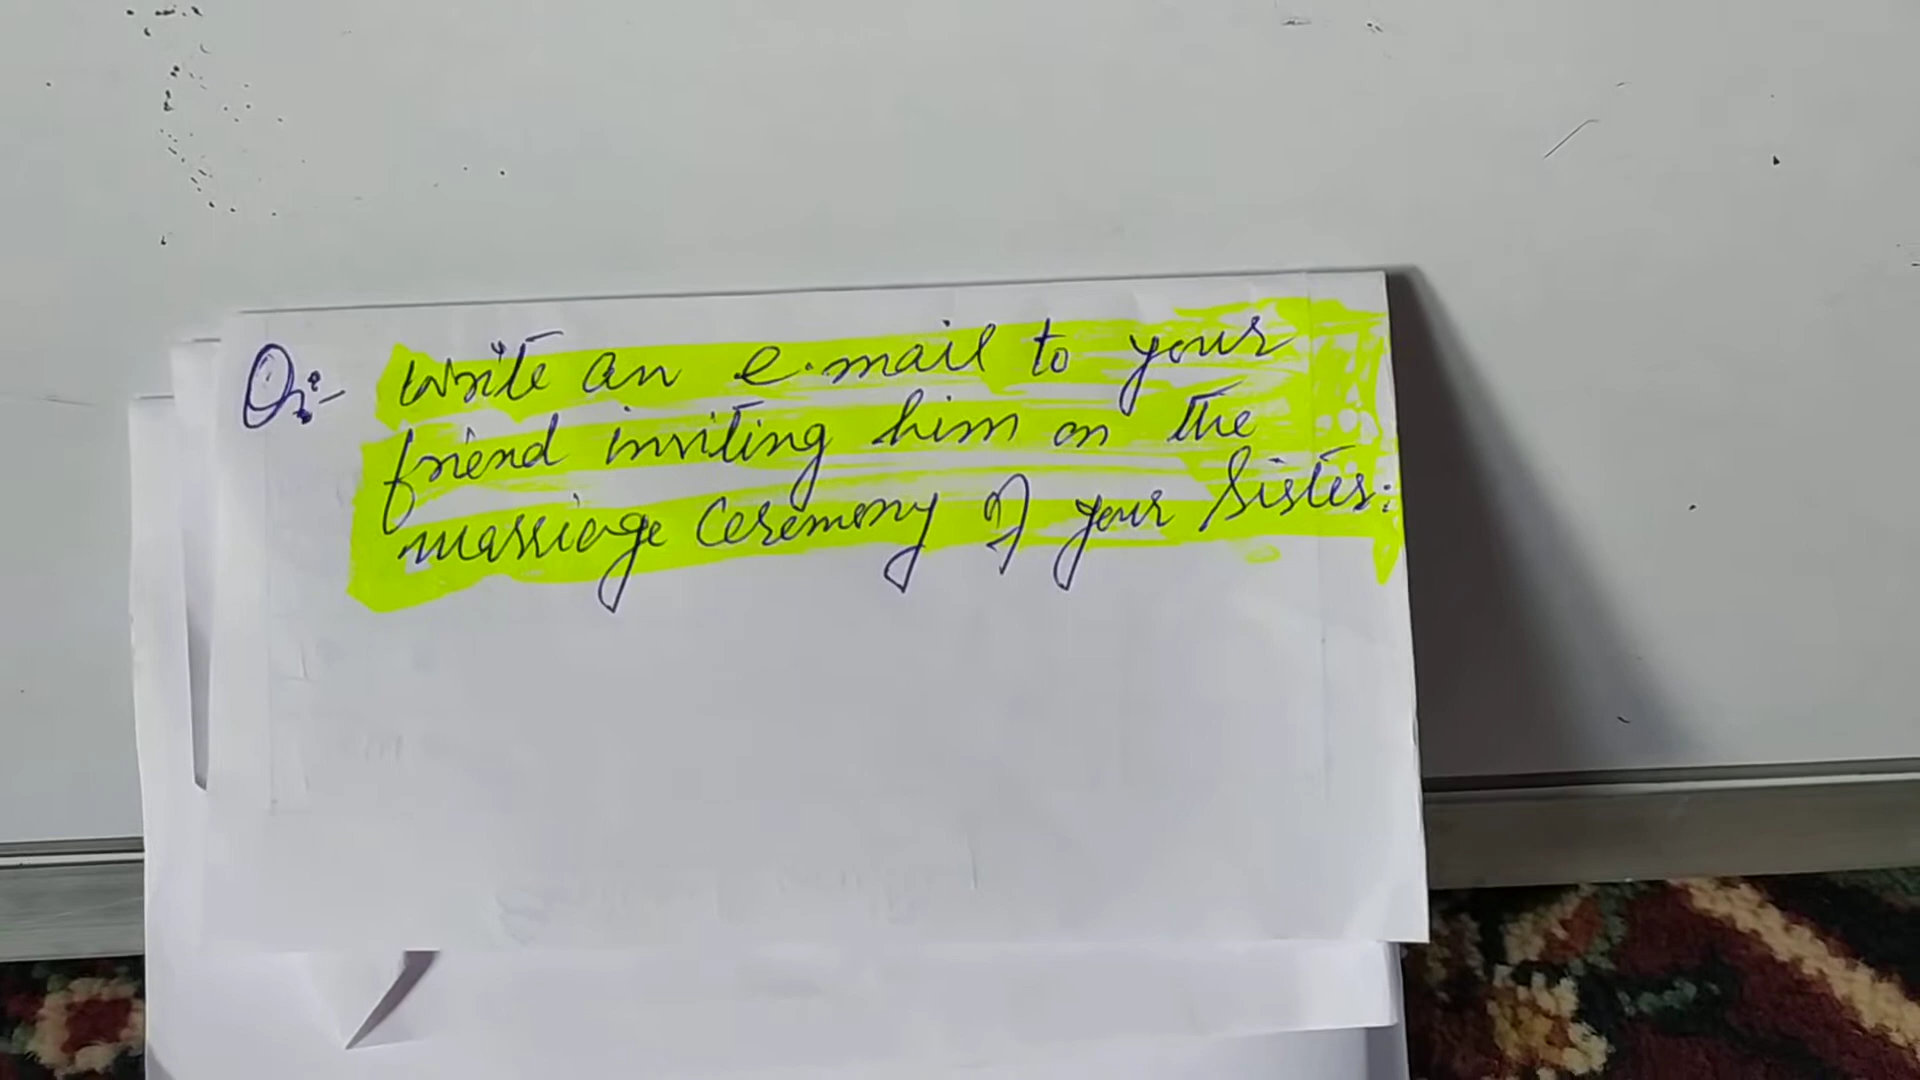 Q:- Write an e.mail to your
friend inviting him on the
marriage ceremony of your Sister: